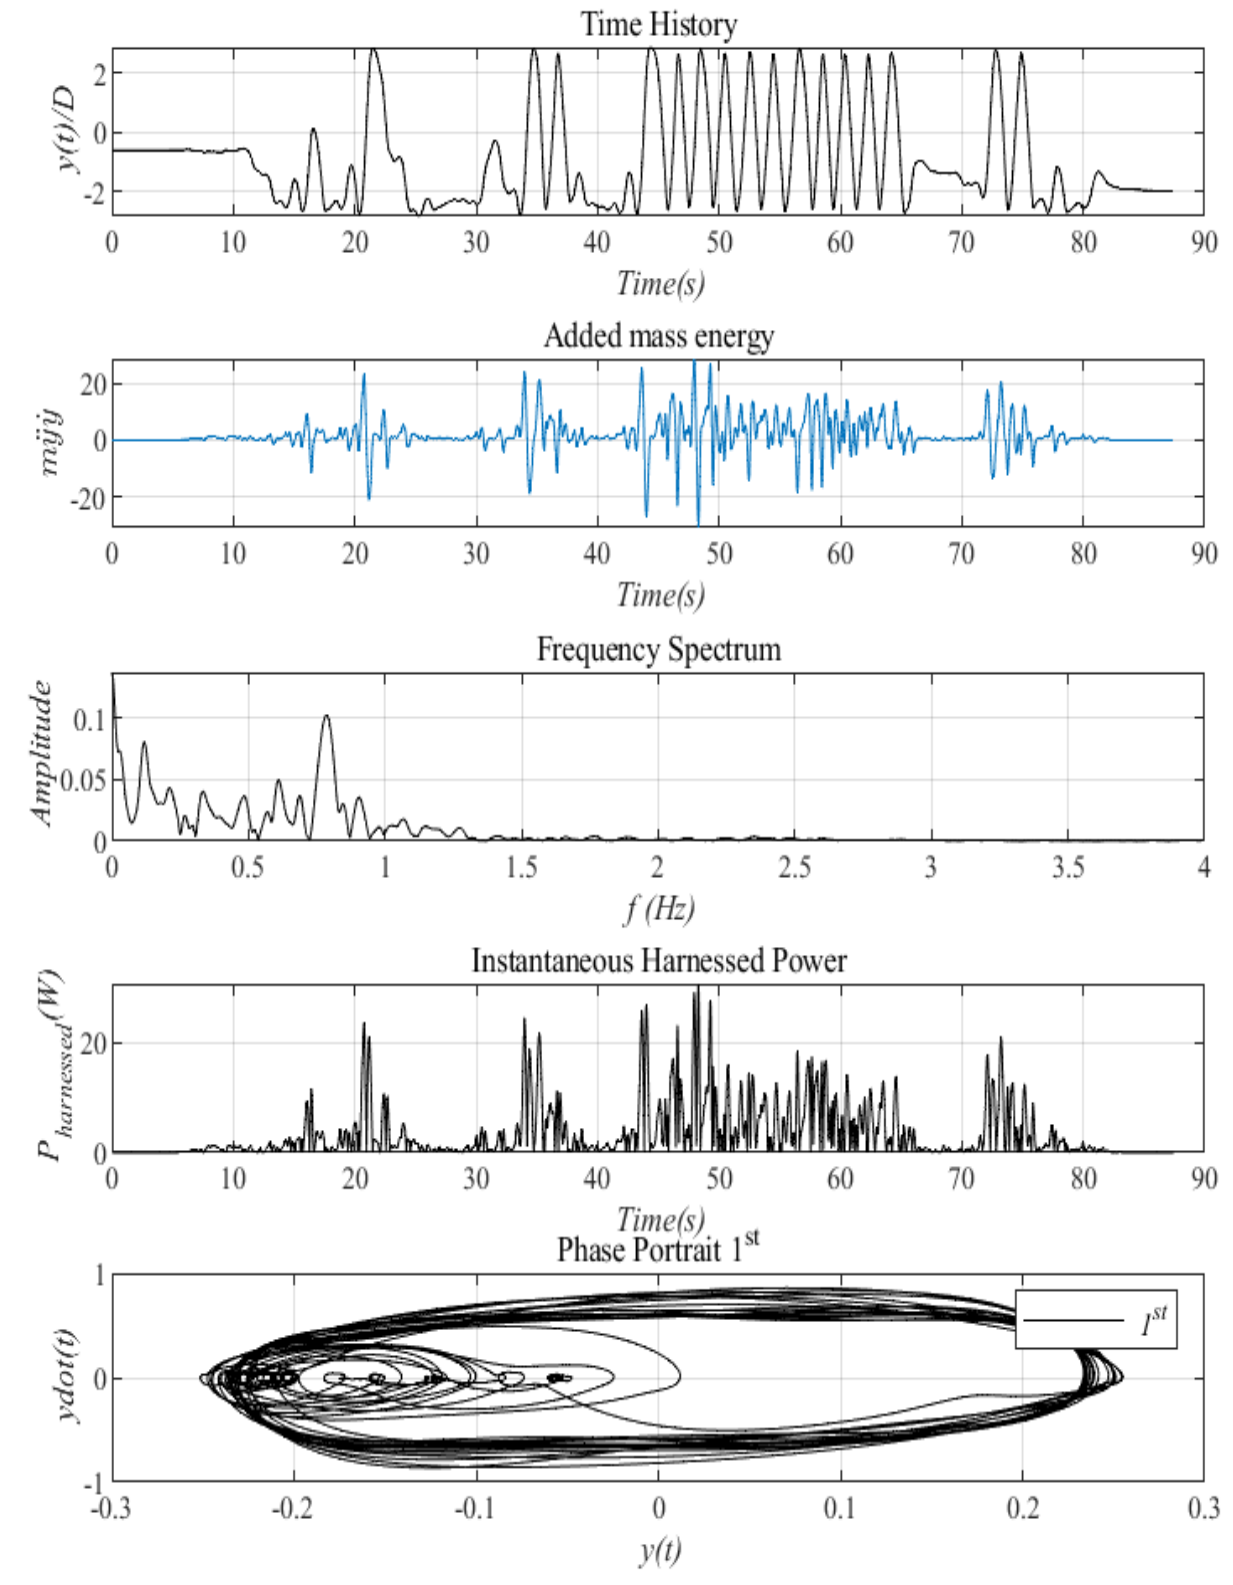 Time History
y(t)/D
2
0
-2
0 10 20 30 40 50 60 70 80 90
Time(s)
Added mass energy
mÿẏ
20
0
-20
0 10 20 30 40 50 60 70 80 90
Time(s)
Frequency Spectrum
Amplitude
0.1
0.05
0
0 0.5 1 1.5 2 2.5 3 3.5 4
f (Hz)
Instantaneous Harnessed Power
P harnessed (W)
20
0
0 10 20 30 40 50 60 70 80 90
Time(s)
Phase Portrait 1st
ydot(t)
1
0
-1
1st
-0.3 -0.2 -0.1 0 0.1 0.2 0.3
y(t)